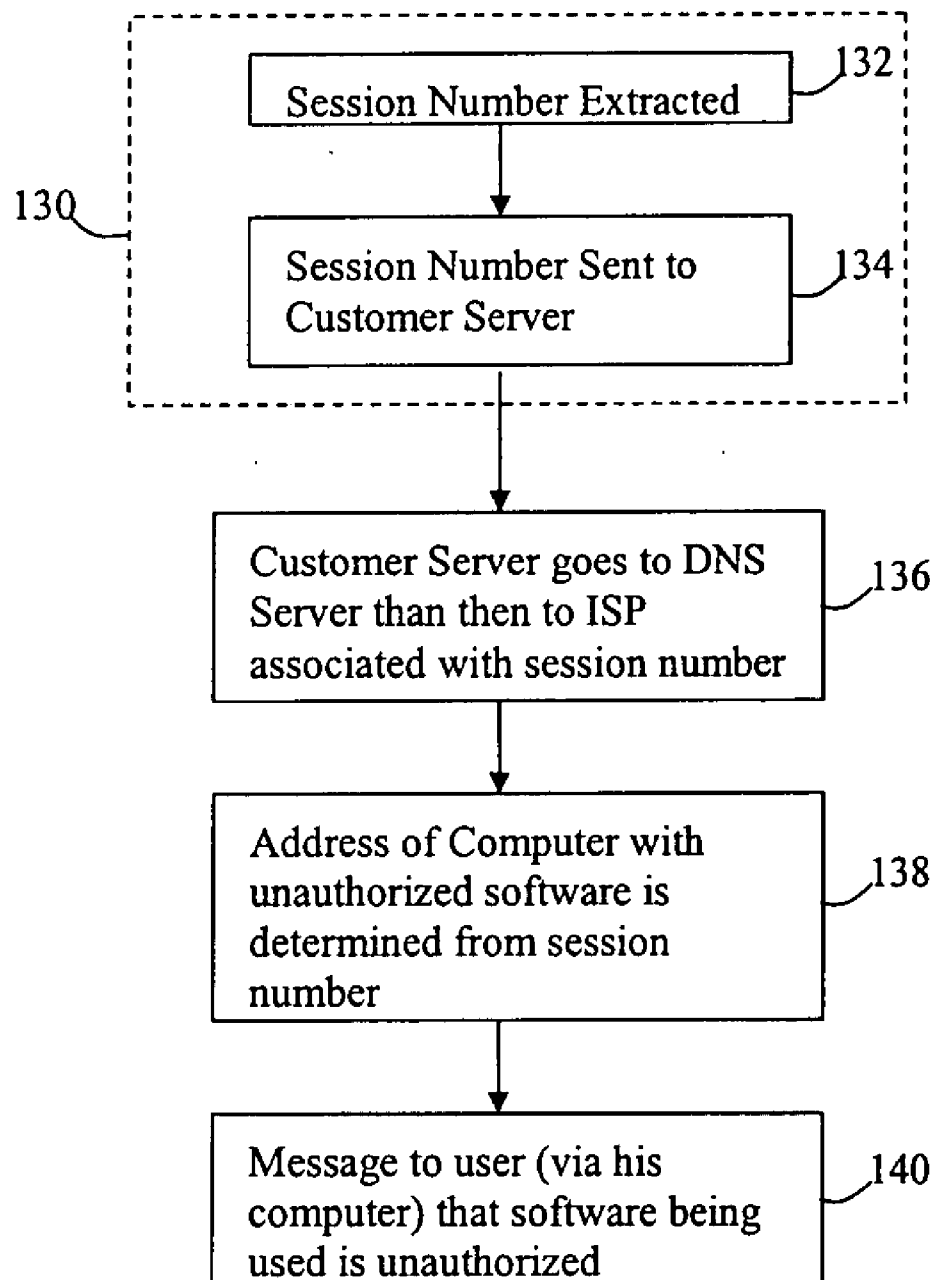 132
Session Number Extracted
130
134
Session Number Sent to
Customer Server
136
Customer Server goes to DNS
Server than then to ISP
associated with session number
138
Address of Computer with
unauthorized software is
determined from session
number
140
Message to user (via his
computer) that software being
used is unauthorized